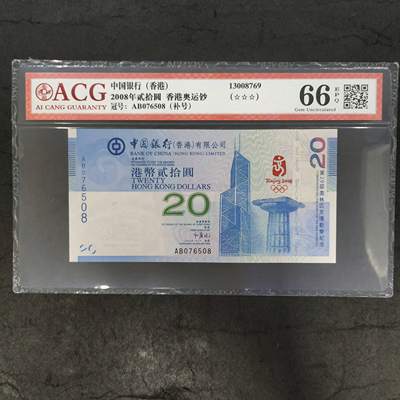 ACG
AI CANG GUARANTY
中国银行（香港）
2008年贰拾圆 香港奥运钞
冠号：AB076508（补号）
13008769
(☆☆☆)
66 EPQ
Gem Uncirculated
中國銀行(香港)有限公司
BANK OF CHINA (HONG KONG) LIMITED
港幣貳拾圓
TWENTY
HONG KONG DOLLARS
20
AB076508
AB076508
Beijing 2008
20